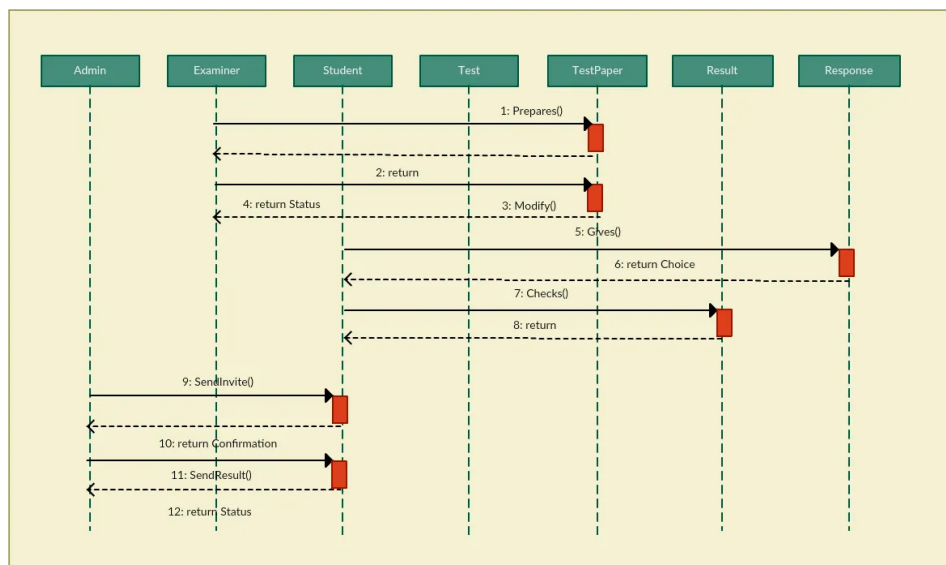 Admin
Examiner
Student
Test
TestPaper
Result
Response
1: Prepares()
2: return
4: return Status
3: Modify()
5: Gives()
6: return Choice
7: Checks()
8: return
9: SendInvite()
10: return Confirmation
11: SendResult()
12: return Status